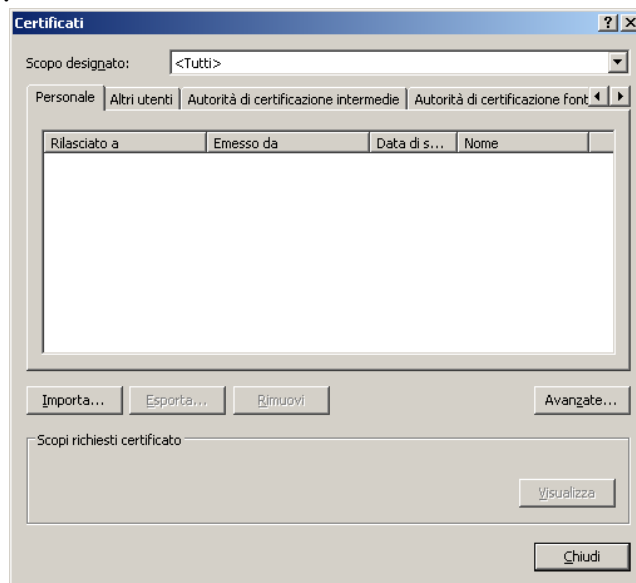 Certificati
Scopo designato: <Tutti>
Personale Altri utenti Autorità di certificazione intermedie Autorità di certificazione font
Rilasciato a Emesso da Data di s... Nome
Importa... Esporta... Rimuovi Avanzate...
Scopi richiesti certificato
Visualizza
Chiudi